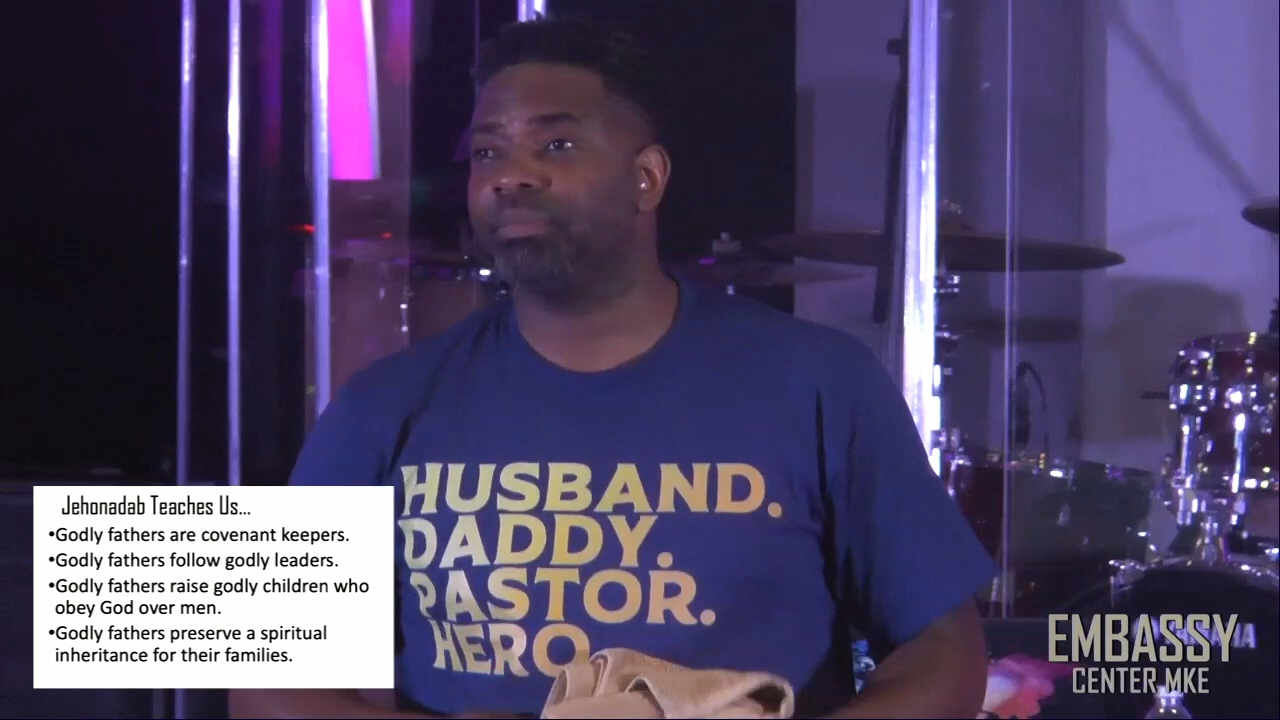 HUSBAND.
DADDY.
PASTOR.
HERO
Jehonadab Teaches Us...
•Godly fathers are covenant keepers.
•Godly fathers follow godly leaders.
•Godly fathers raise godly children who
obey God over men.
•Godly fathers preserve a spiritual
inheritance for their families.
EMBASSY
CENTER MKE